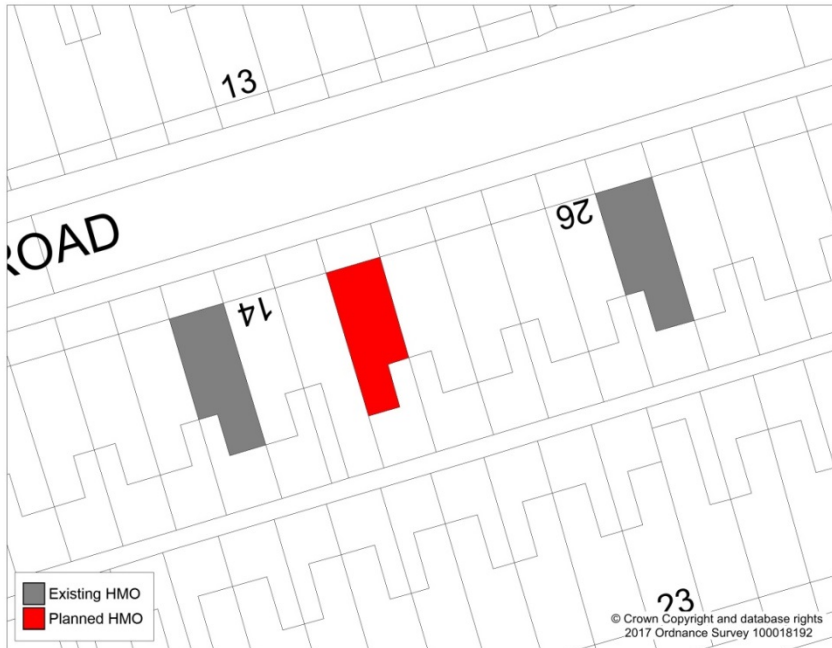 13
ROAD
26
14
23
Existing HMO
Planned HMO
© Crown Copyright and database rights
2017 Ordnance Survey 100018192